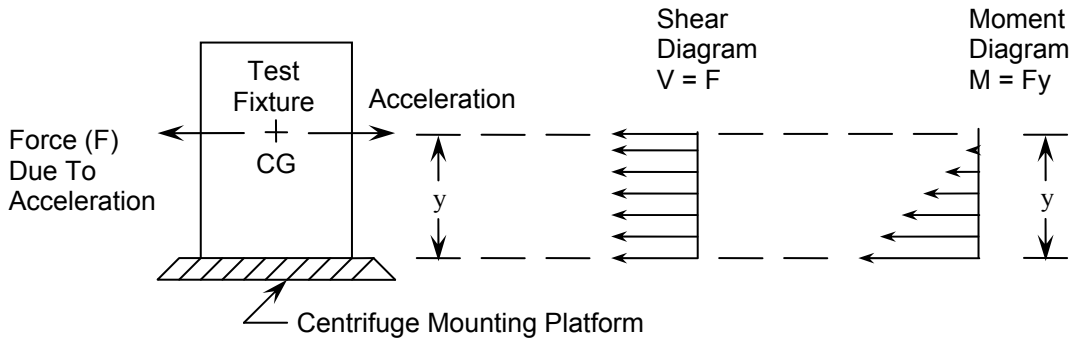 Shear
Diagram
V = F
Moment
Diagram
M = Fy
Test
Fixture
CG
Acceleration
Force (F)
Due To
Acceleration
y
y
Centrifuge Mounting Platform